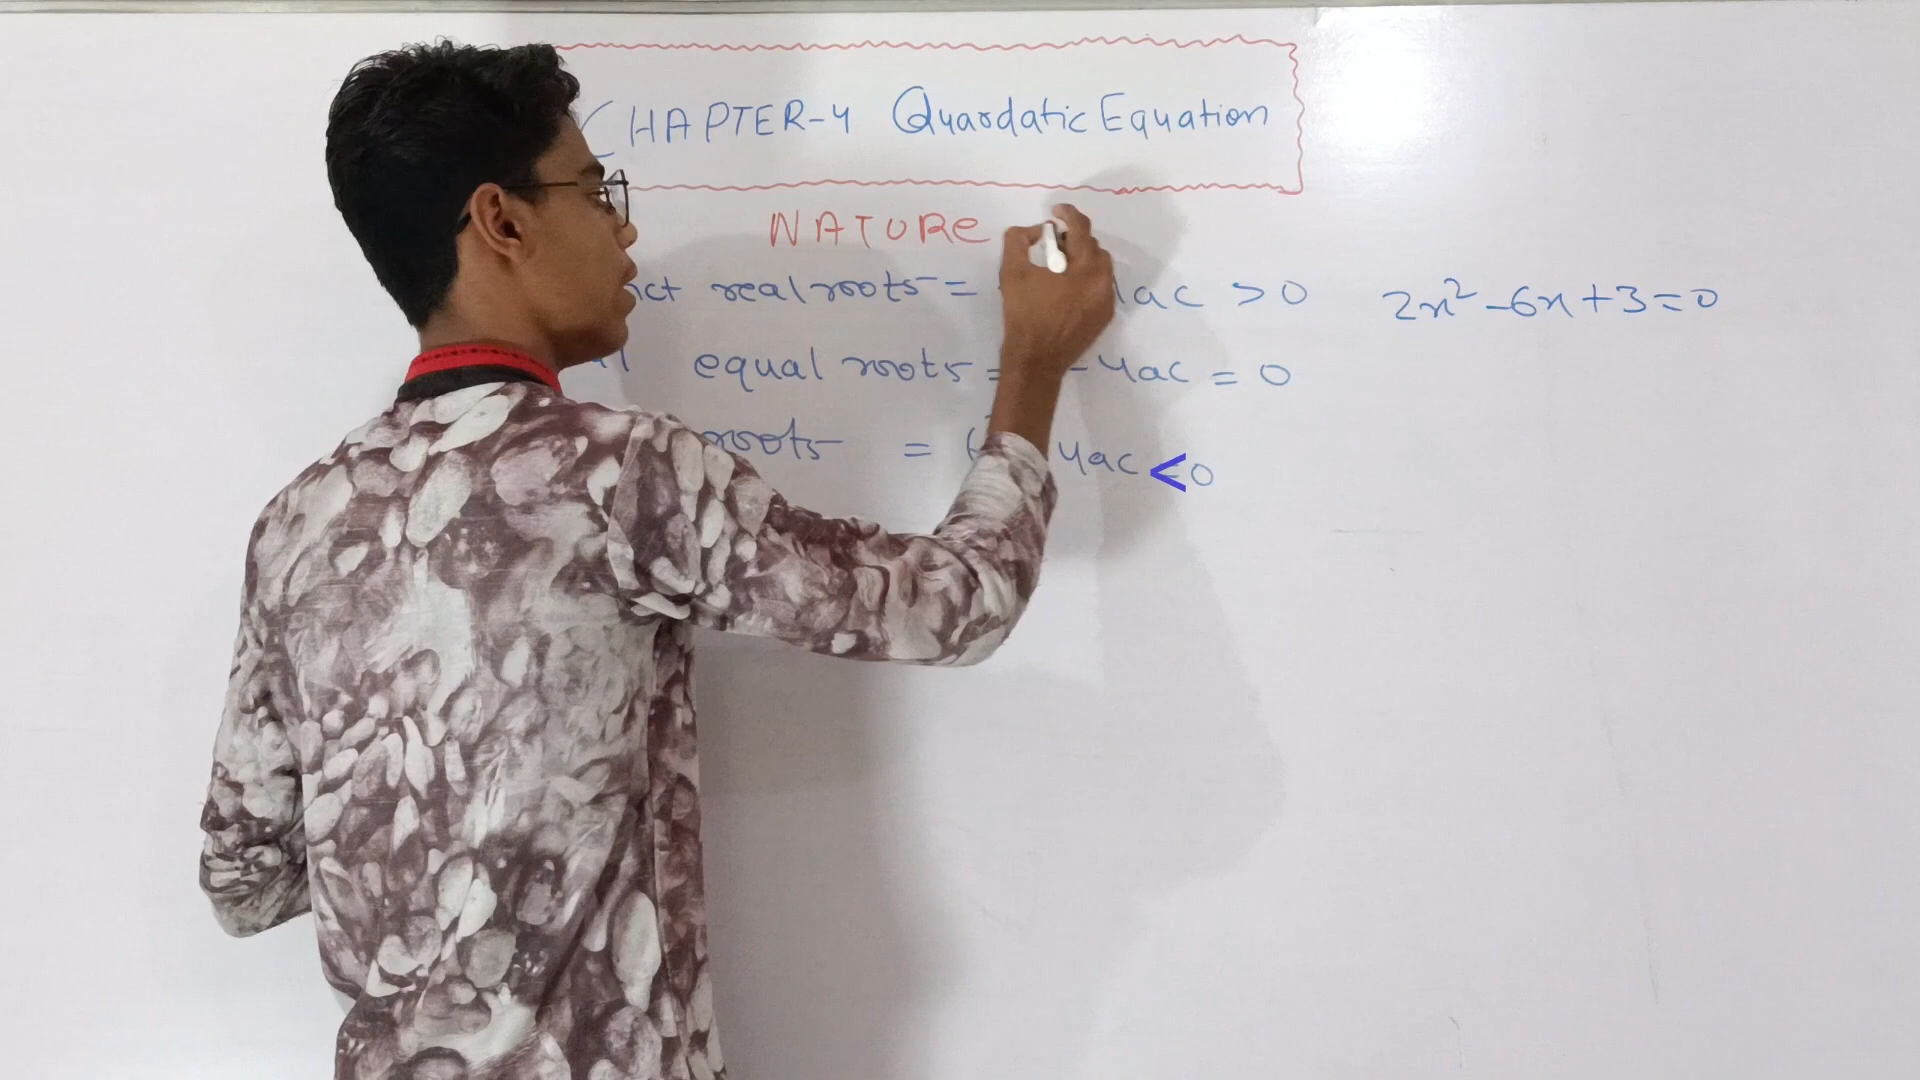 CHAPTER-4 Quardatic Equation
NATURE
real roots = 4ac > 0
2x² - 6x + 3 = 0
equal roots = - 4ac = 0
roots = 4ac < 0